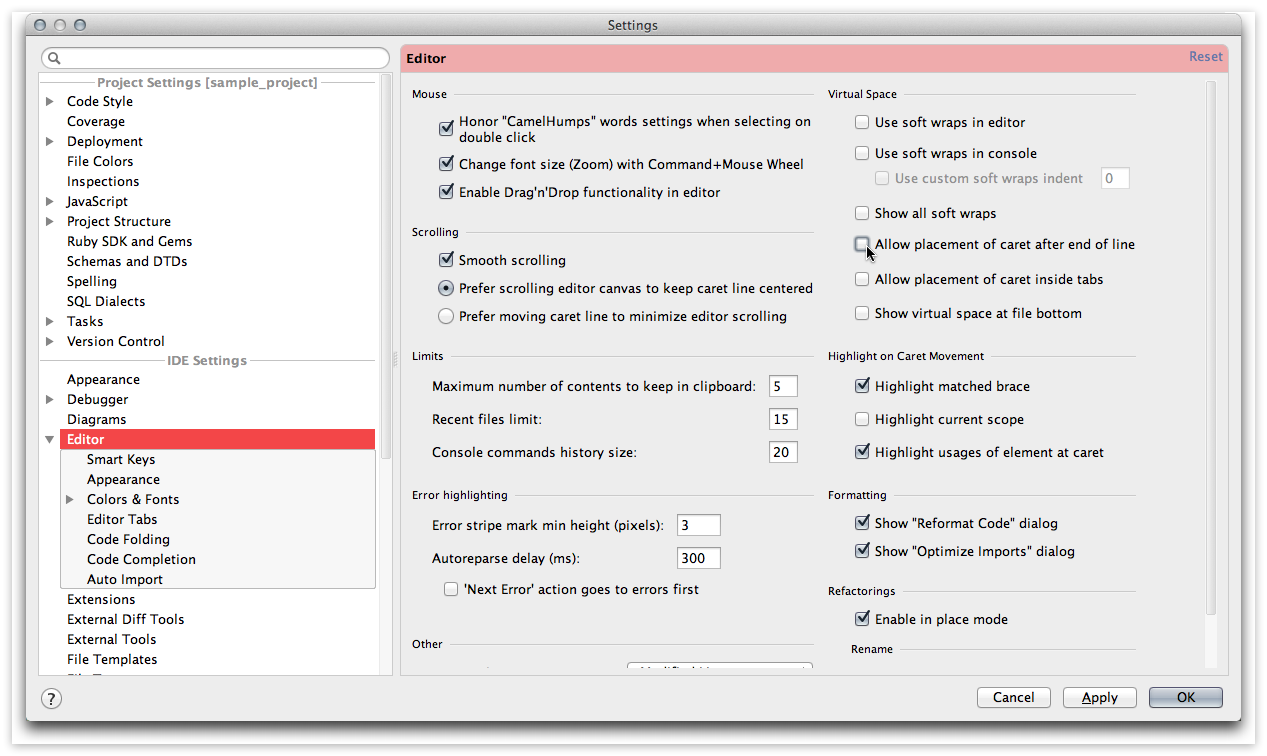 Settings
Project Settings [sample_project]
Code Style
Coverage
Deployment
File Colors
Inspections
JavaScript
Project Structure
Ruby SDK and Gems
Schemas and DTDs
Spelling
SQL Dialects
Tasks
Version Control
IDE Settings
Appearance
Debugger
Diagrams
Editor
Smart Keys
Appearance
Colors & Fonts
Editor Tabs
Code Folding
Code Completion
Auto Import
Extensions
External Diff Tools
External Tools
File Templates
Editor
Reset
Mouse
Honor "CamelHumps" words settings when selecting on
double click
Change font size (Zoom) with Command+Mouse Wheel
Enable Drag'n'Drop functionality in editor
Scrolling
Smooth scrolling
Prefer scrolling editor canvas to keep caret line centered
Prefer moving caret line to minimize editor scrolling
Limits
Maximum number of contents to keep in clipboard: 5
Recent files limit: 15
Console commands history size: 20
Error highlighting
Error stripe mark min height (pixels): 3
Autoreparse delay (ms): 300
'Next Error' action goes to errors first
Other
Virtual Space
Use soft wraps in editor
Use soft wraps in console
Use custom soft wraps indent 0
Show all soft wraps
Allow placement of caret after end of line
Allow placement of caret inside tabs
Show virtual space at file bottom
Highlight on Caret Movement
Highlight matched brace
Highlight current scope
Highlight usages of element at caret
Formatting
Show "Reformat Code" dialog
Show "Optimize Imports" dialog
Refactorings
Enable in place mode
Rename
?
Cancel
Apply
OK